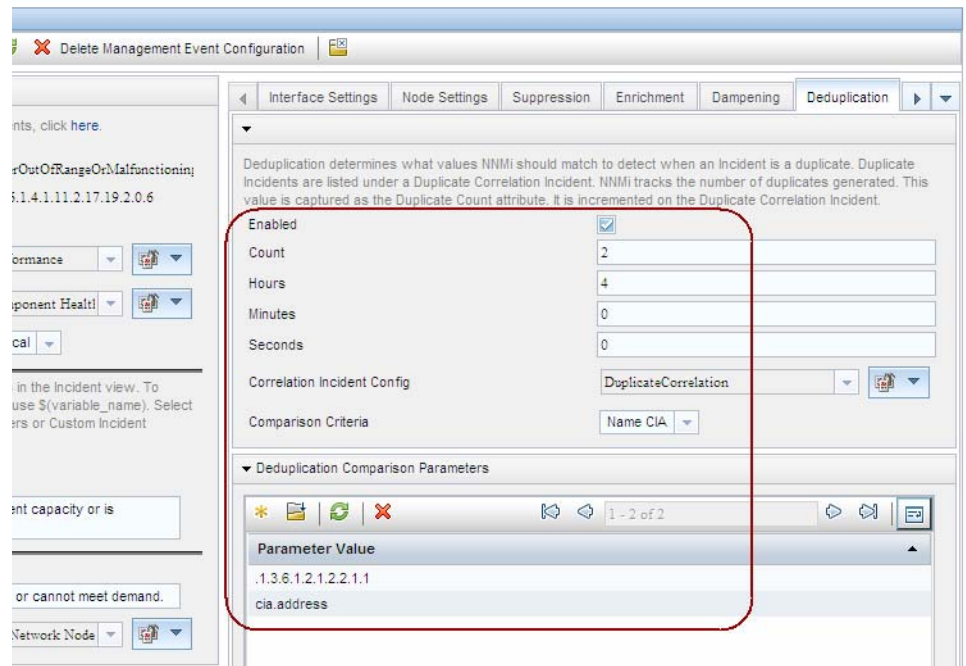 Delete Management Event Configuration
nts, click here.
rOutOfRangeOrMalfunctioning
5.1.4.1.11.2.17.19.2.0.6
ormance
ponent Healtl
cal
in the Incident view. To
use $(variable_name). Select
ers or Custom Incident
ent capacity or is
or cannot meet demand.
Network Node
Interface Settings
Node Settings
Suppression
Enrichment
Dampening
Deduplication
Deduplication determines what values NNMi should match to detect when an Incident is a duplicate. Duplicate
Incidents are listed under a Duplicate Correlation Incident. NNMi tracks the number of duplicates generated. This
value is captured as the Duplicate Count attribute. It is incremented on the Duplicate Correlation Incident.
Enabled
Count 2
Hours 4
Minutes 0
Seconds 0
Correlation Incident Config DuplicateCorrelation
Comparison Criteria Name CIA
Deduplication Comparison Parameters
1 - 2 of 2
Parameter Value
.1.3.6.1.2.1.2.2.1.1
cia.address